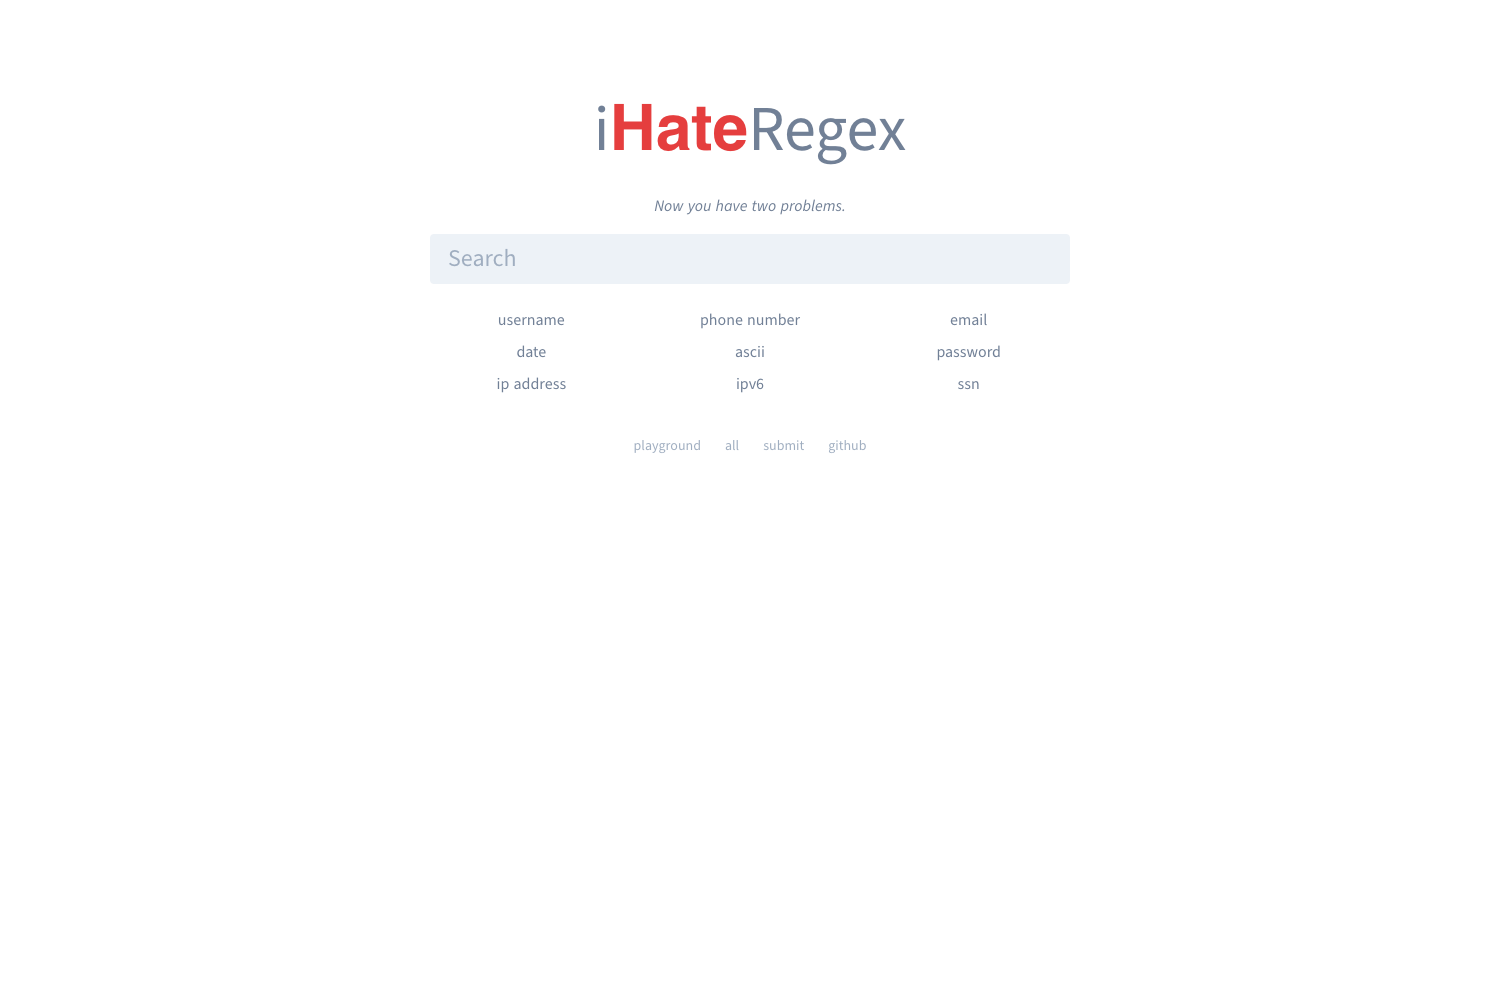 iHateRegex
Now you have two problems.
Search
username phone number email
date ascii password
ip address ipv6 ssn
playground all submit github